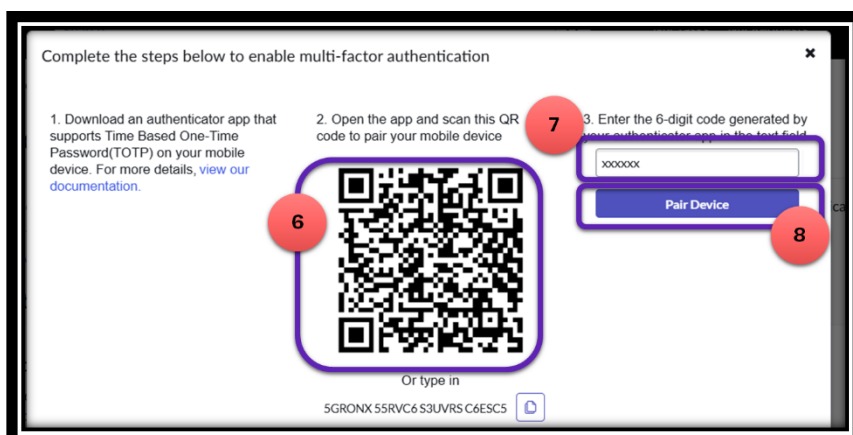 Complete the steps below to enable multi-factor authentication
1. Download an authenticator app that
supports Time Based One-Time
Password(TOTP) on your mobile
device. For more details, view our
documentation.
2. Open the app and scan this QR
code to pair your mobile device
6
Or type in
5GRONX 55RVC6 S3UVRS C6ESC5
7
3. Enter the 6-digit code generated by
your authenticator app in the text field
xxxxxx
Pair Device
8
ca